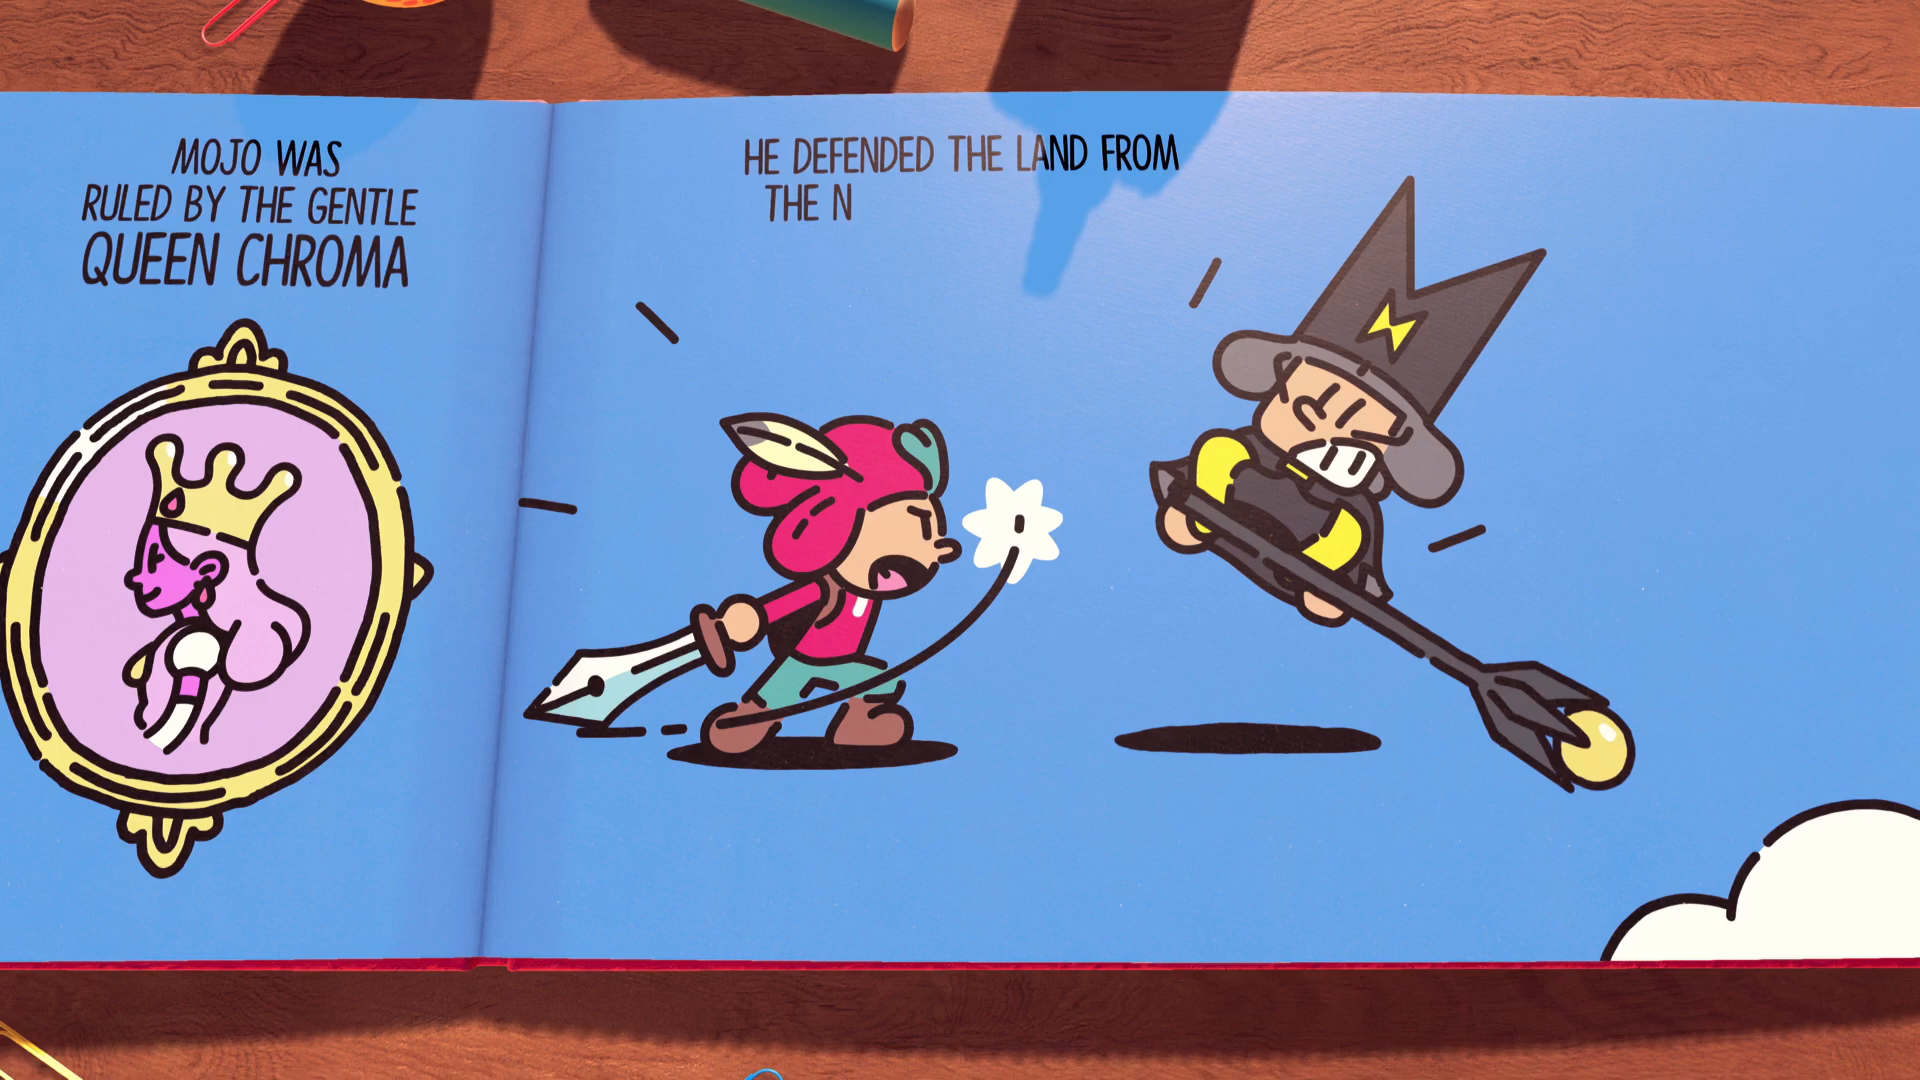 MOJO WAS
RULED BY THE GENTLE
QUEEN CHROMA
HE DEFENDED THE LAND FROM
THE N